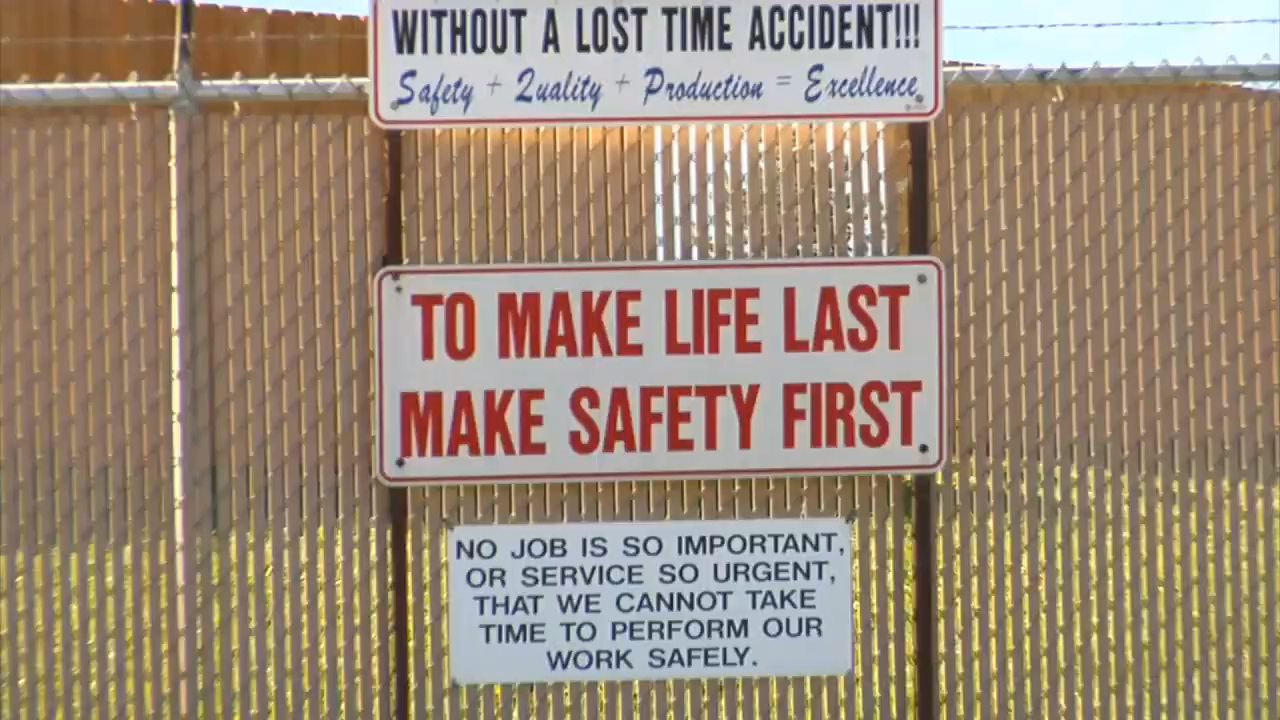 WITHOUT A LOST TIME ACCIDENT!!!
Safety + Quality + Production = Excellence
TO MAKE LIFE LAST
MAKE SAFETY FIRST
NO JOB IS SO IMPORTANT,
OR SERVICE SO URGENT,
THAT WE CANNOT TAKE
TIME TO PERFORM OUR
WORK SAFELY.